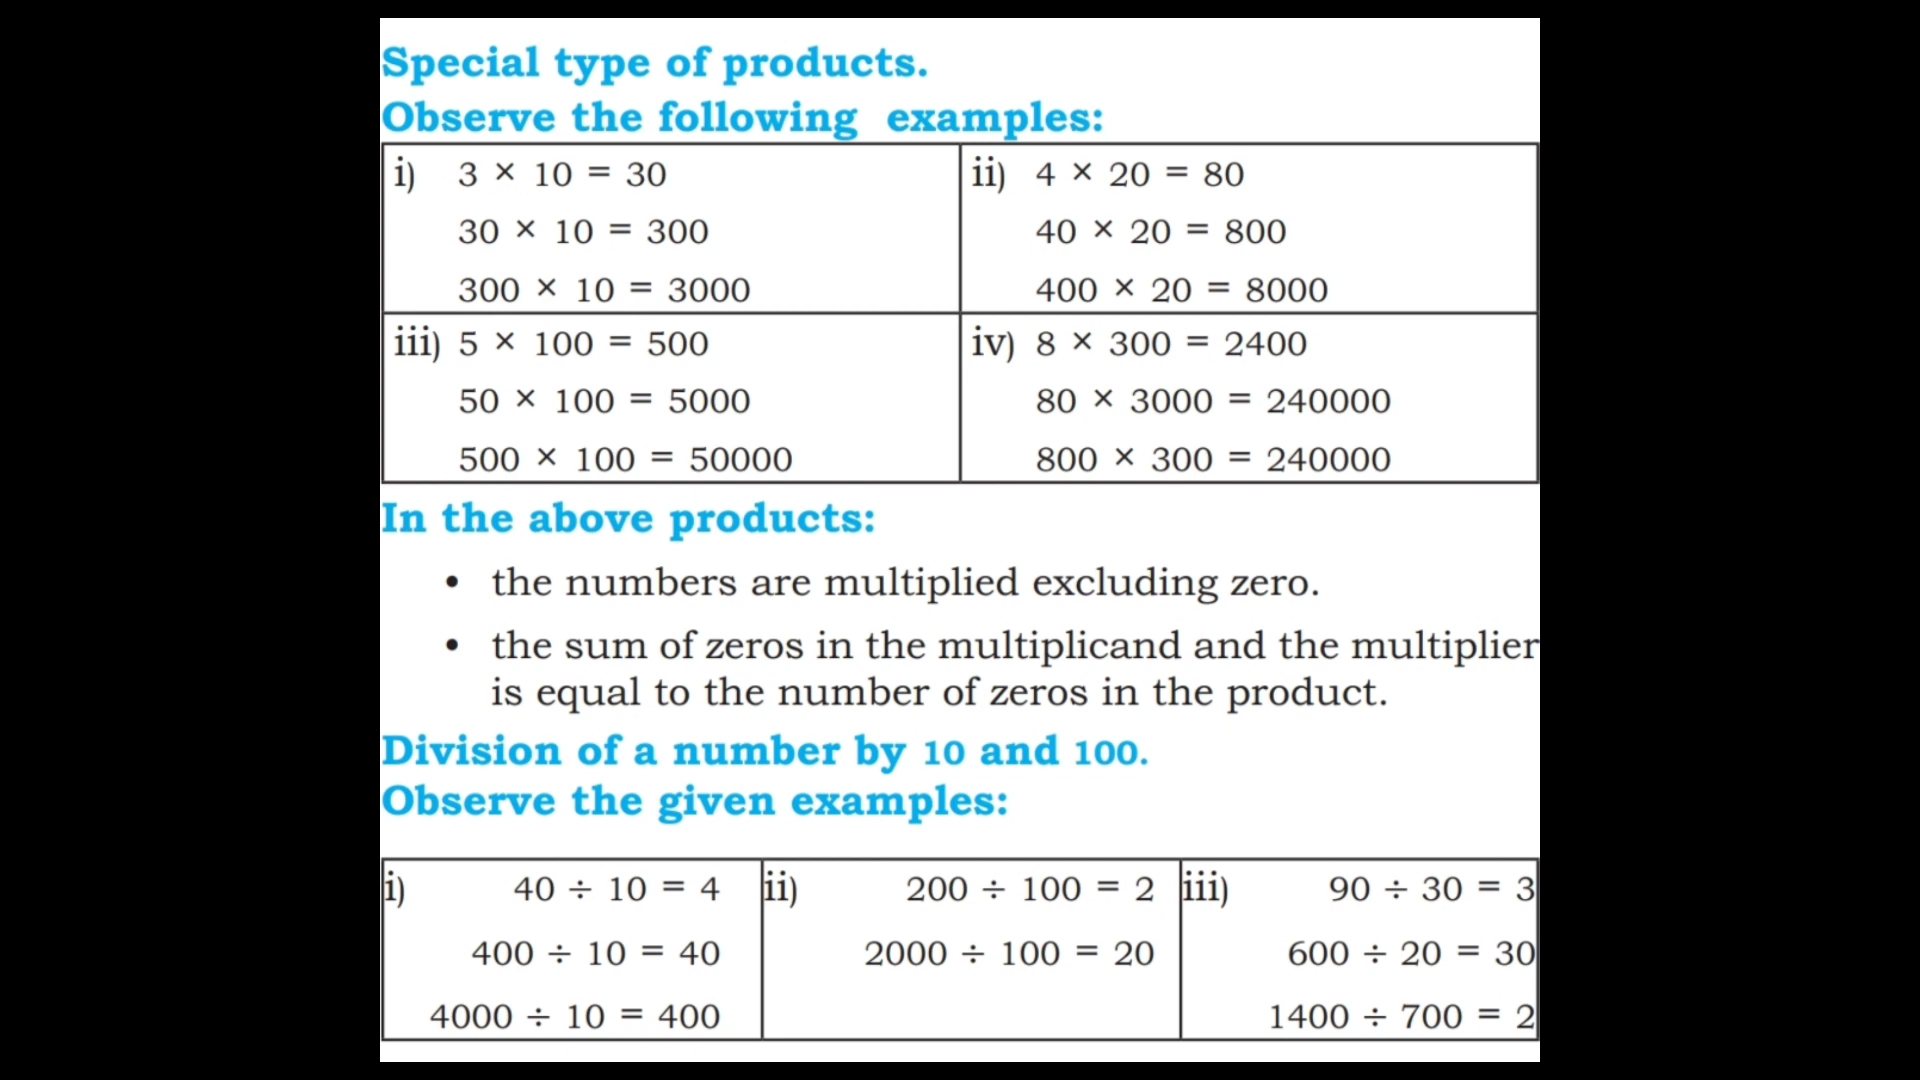 Special type of products.
Observe the following examples:
i) 3 × 10 = 30
30 × 10 = 300
300 × 10 = 3000
ii) 4 × 20 = 80
40 × 20 = 800
400 × 20 = 8000
iii) 5 × 100 = 500
50 × 100 = 5000
500 × 100 = 50000
iv) 8 × 300 = 2400
80 × 3000 = 240000
800 × 300 = 240000
In the above products:
• the numbers are multiplied excluding zero.
• the sum of zeros in the multiplicand and the multiplier
is equal to the number of zeros in the product.
Division of a number by 10 and 100.
Observe the given examples:
i) 40 ÷ 10 = 4
400 ÷ 10 = 40
4000 ÷ 10 = 400
ii) 200 ÷ 100 = 2
2000 ÷ 100 = 20
iii) 90 ÷ 30 = 3
600 ÷ 20 = 30
1400 ÷ 700 = 2